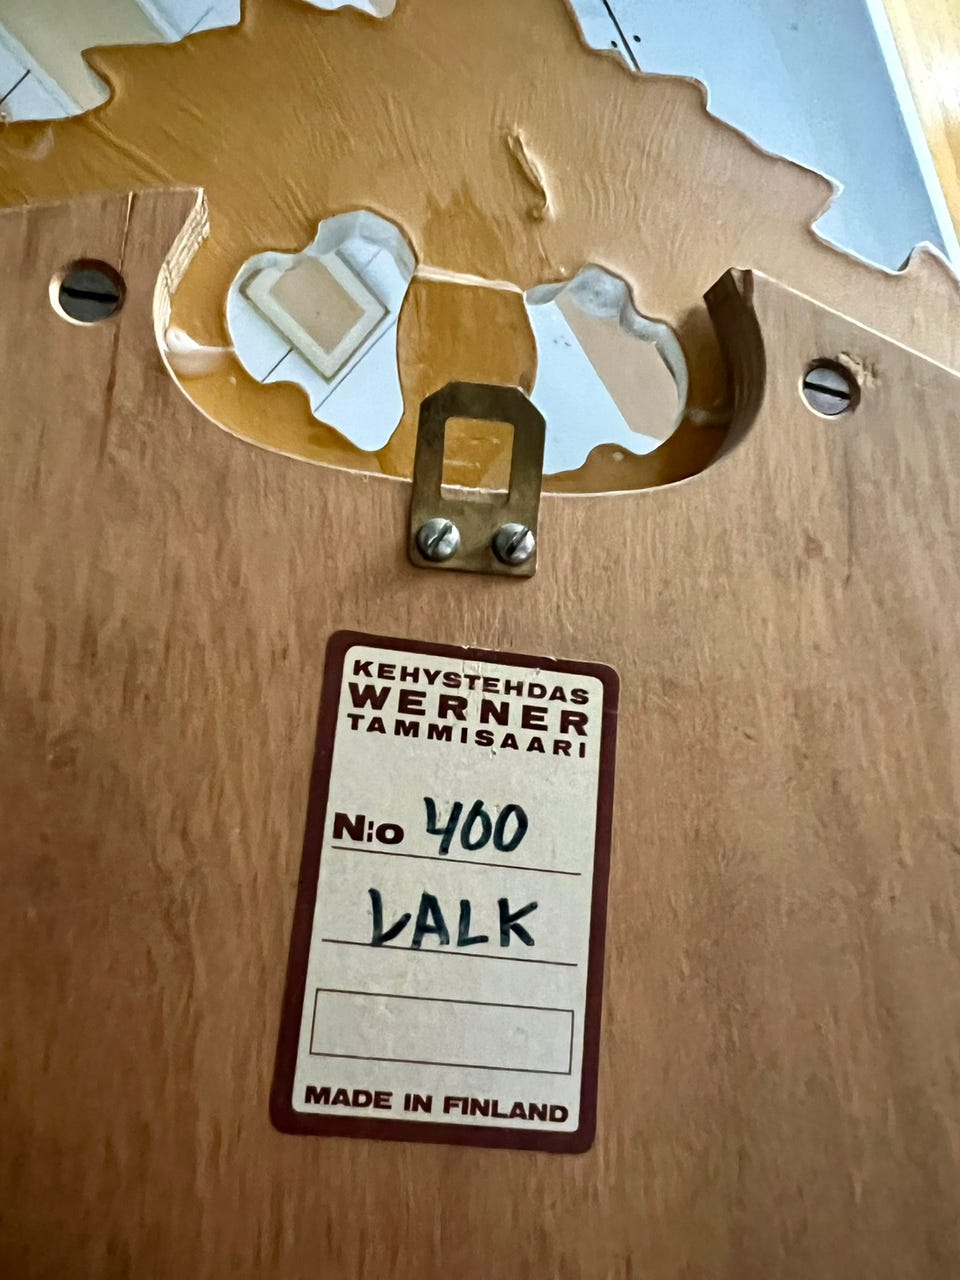 KEHYSTEHDAS
WERNER
TAMMISAARI
N:o 400
VALK
MADE IN FINLAND